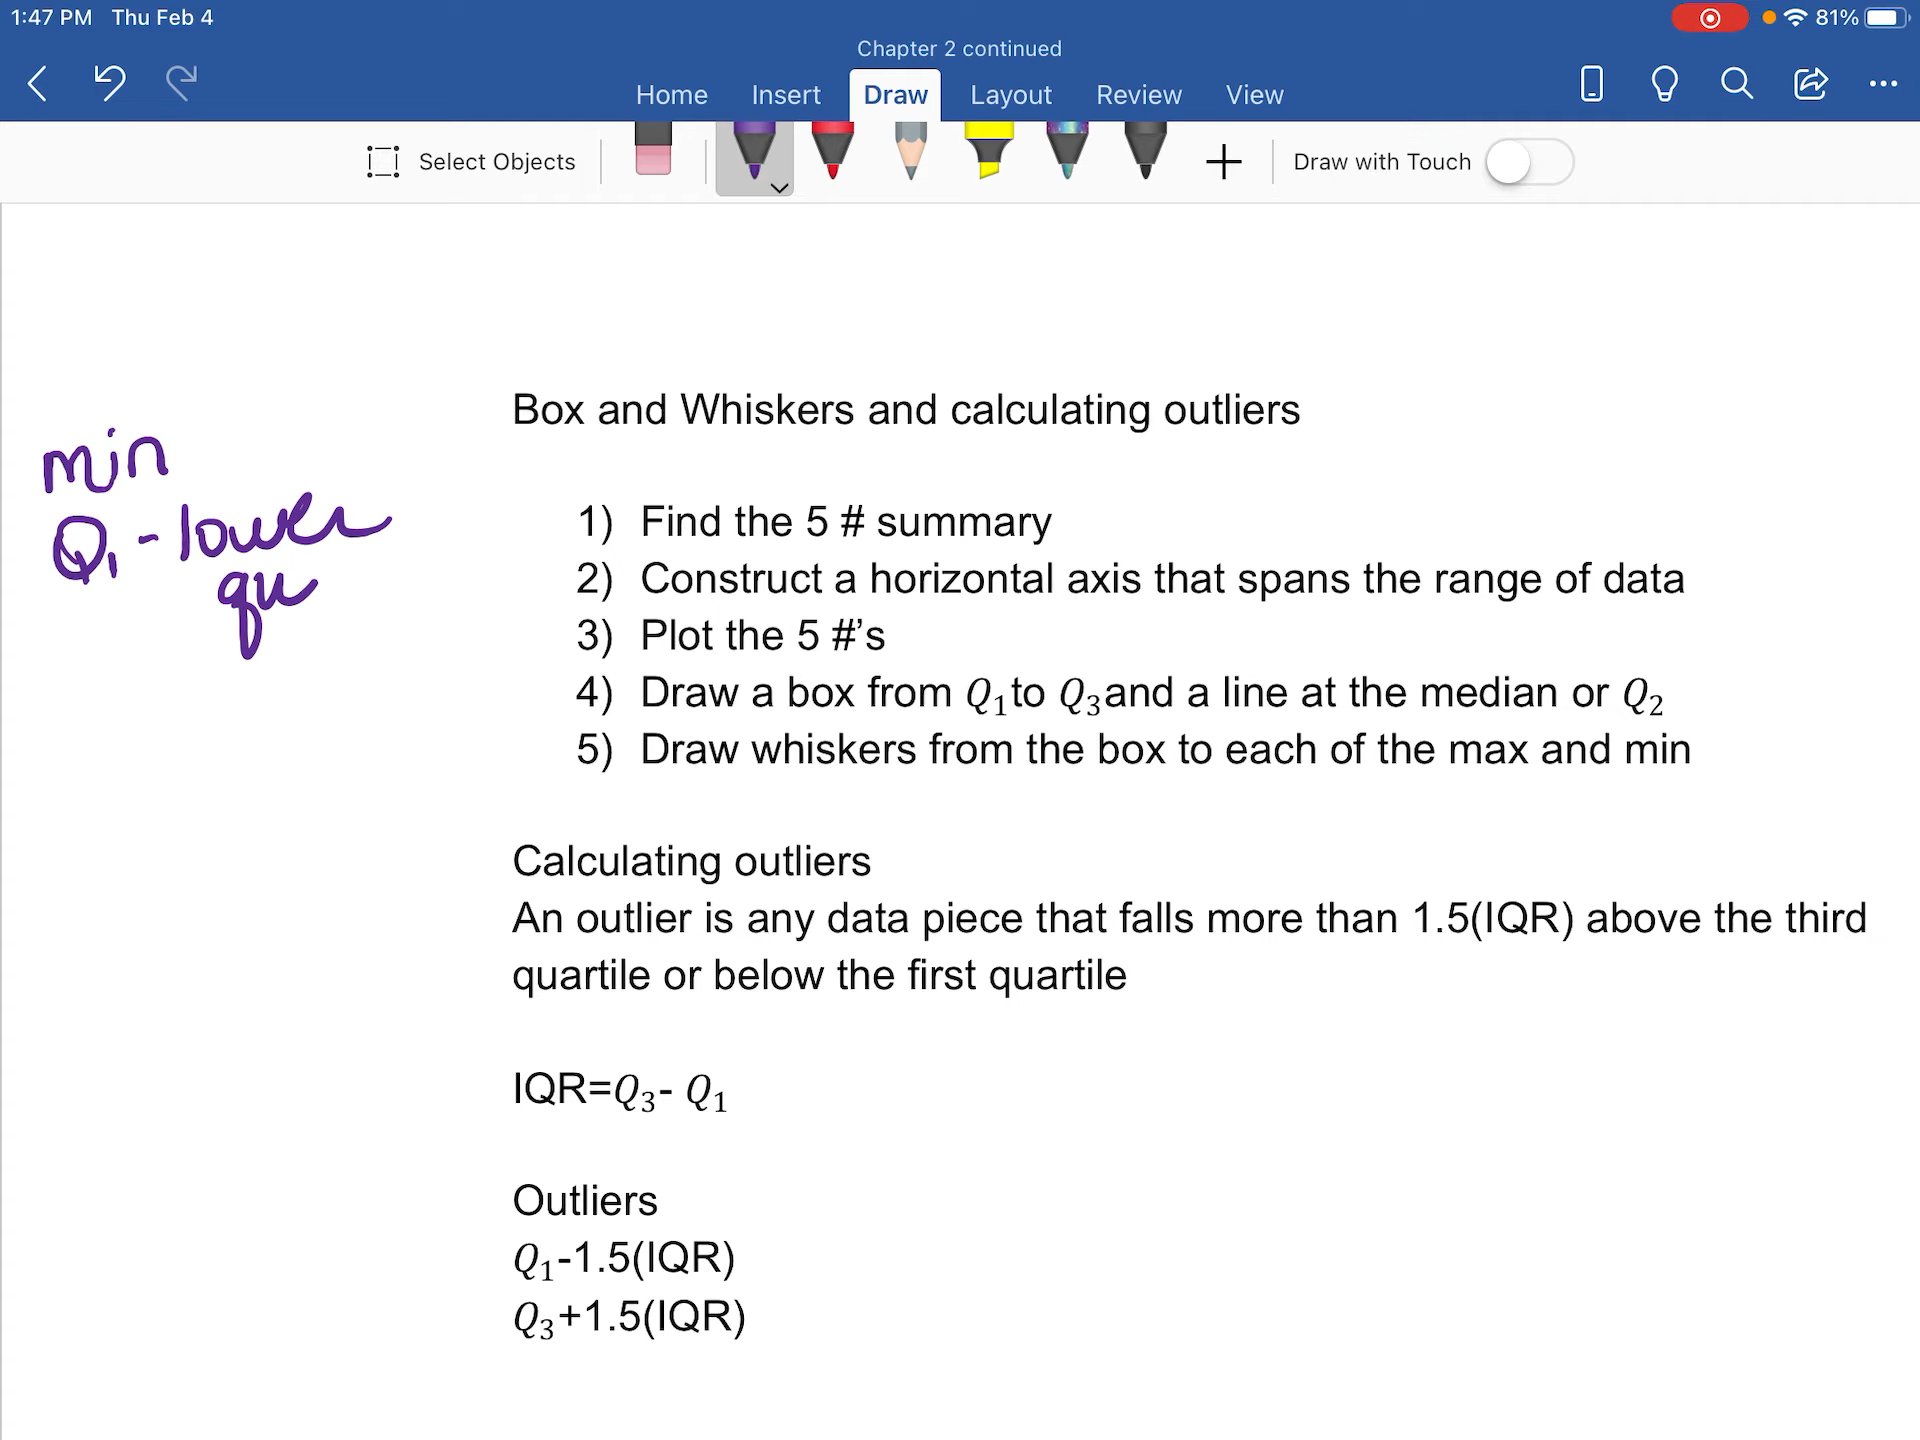 1:47 PM Thu Feb 4
81%
Chapter 2 continued
Home Insert Draw Layout Review View
Select Objects
Draw with Touch
Box and Whiskers and calculating outliers
min
Q₁ - lower
qu
1) Find the 5 # summary
2) Construct a horizontal axis that spans the range of data
3) Plot the 5 #’s
4) Draw a box from Q₁to Q₃and a line at the median or Q₂
5) Draw whiskers from the box to each of the max and min
Calculating outliers
An outlier is any data piece that falls more than 1.5(IQR) above the third
quartile or below the first quartile
IQR=Q₃- Q₁
Outliers
Q₁-1.5(IQR)
Q₃+1.5(IQR)